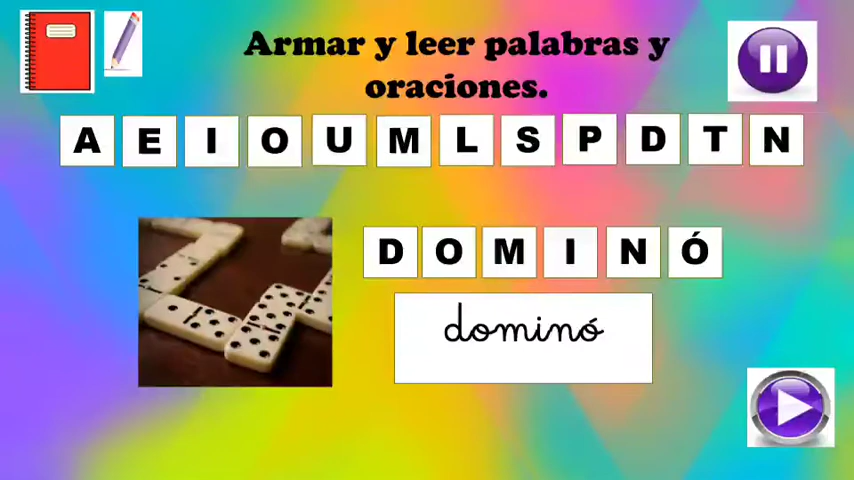 Armar y leer palabras y
oraciones.
A E I O U M L S P D T N
D O M I N Ó
dominó